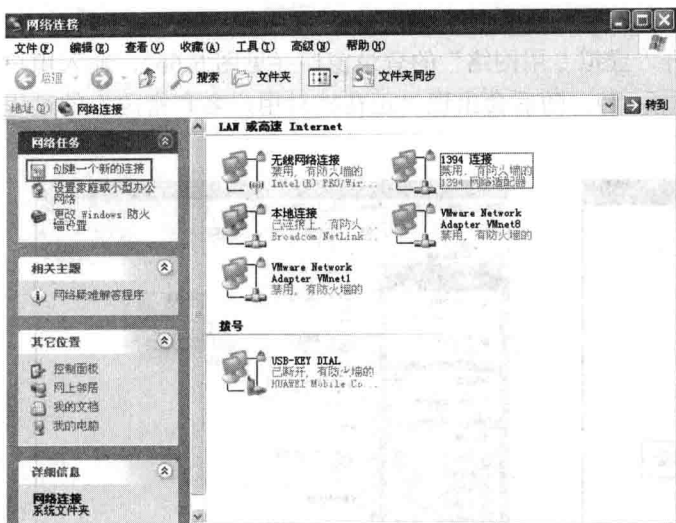 网络连接
文件(F) 编辑(E) 查看(V) 收藏(A) 工具(T) 高级(N) 帮助(H)
后退 搜索 文件夹 文件夹同步
地址(D) 网络连接 转到
网络任务
创建一个新的连接
设置家庭或小型办公
网络
更改 Windows 防火
墙设置
相关主题
网络疑难解答程序
其它位置
控制面板
网上邻居
我的文档
我的电脑
详细信息
网络连接
系统文件夹
LAN 或高速 Internet
无线网络连接
禁用, 有防火墙的
Intel(R) PRO/Wir...
1394 连接
禁用, 有防火墙的
1394 网络适配器
本地连接
已连接上, 有防火...
Broadcom NetLink...
VMware Network
Adapter VMnet8
禁用, 有防火墙的
VMware Network
Adapter VMnet1
禁用, 有防火墙的
拨号
USB-KEY DIAL
已断开, 有防火墙的
HUAWEI Mobile Co...